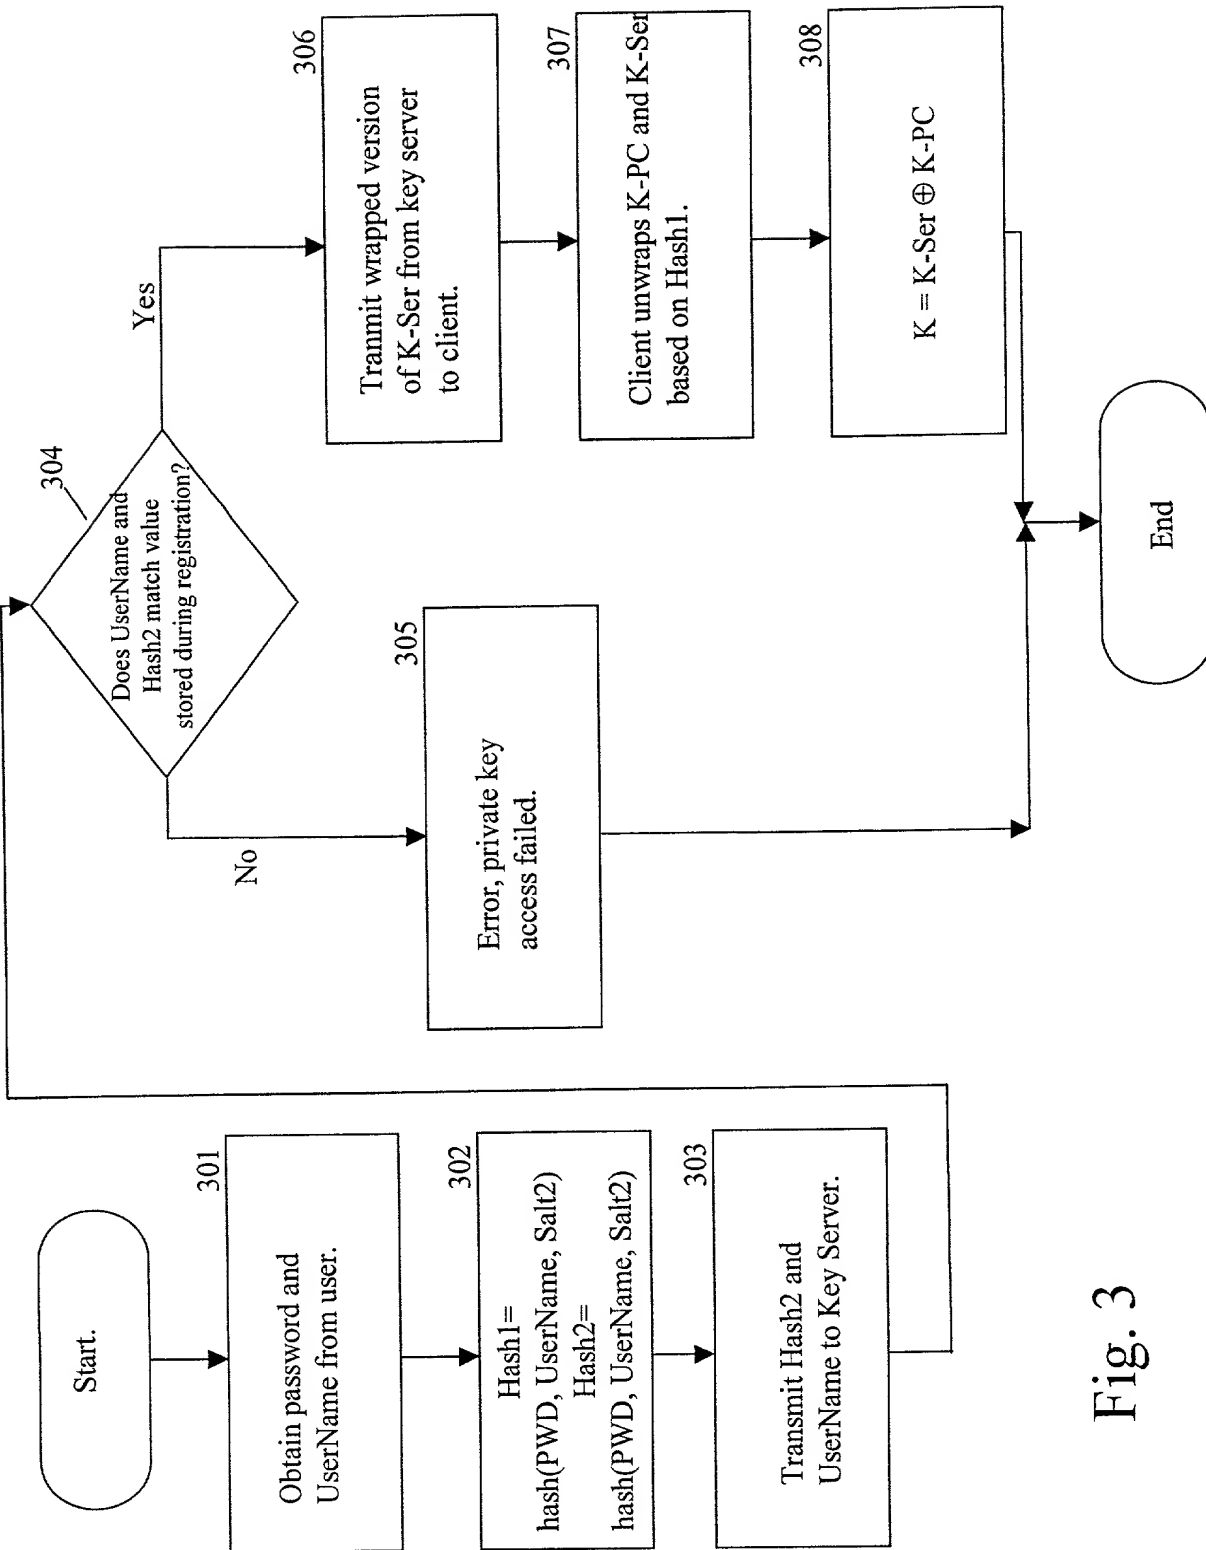 Start.
301
Obtain password and
UserName from user.
302
Hash1=
hash(PWD, UserName, Salt2)
Hash2=
hash(PWD, UserName, Salt2)
303
Transmit Hash2 and
UserName to Key Server.
304
Does UserName and
Hash2 match value
stored during registration?
No
Yes
305
Error, private key
access failed.
306
Tranmit wrapped version
of K-Ser from key server
to client.
307
Client unwraps K-PC and K-Ser
based on Hash1.
308
K = K-Ser ⊕ K-PC
End
Fig. 3